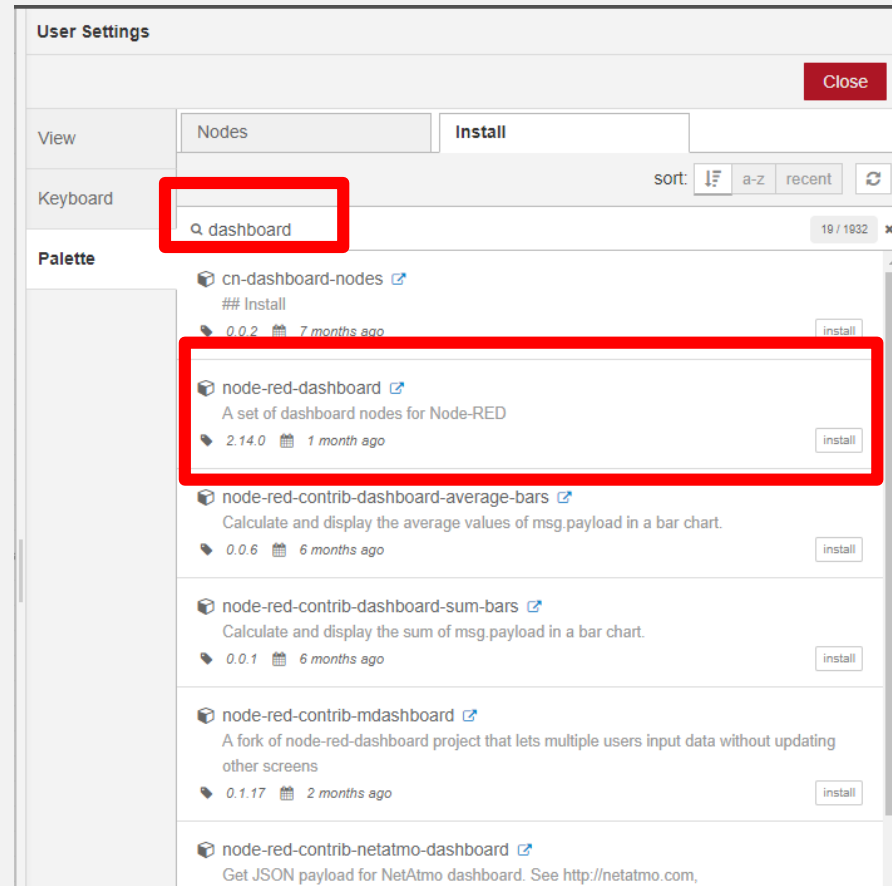 User Settings
Close
View
Nodes
Install
sort: a-z recent
Keyboard
dashboard
19 / 1932
Palette
cn-dashboard-nodes
## Install
0.0.2 7 months ago
install
node-red-dashboard
A set of dashboard nodes for Node-RED
2.14.0 1 month ago
install
node-red-contrib-dashboard-average-bars
Calculate and display the average values of msg.payload in a bar chart.
0.0.6 6 months ago
install
node-red-contrib-dashboard-sum-bars
Calculate and display the sum of msg.payload in a bar chart.
0.0.1 6 months ago
install
node-red-contrib-mdashboard
A fork of node-red-dashboard project that lets multiple users input data without updating
other screens
0.1.17 2 months ago
install
node-red-contrib-netatmo-dashboard
Get JSON payload for NetAtmo dashboard. See http://netatmo.com,